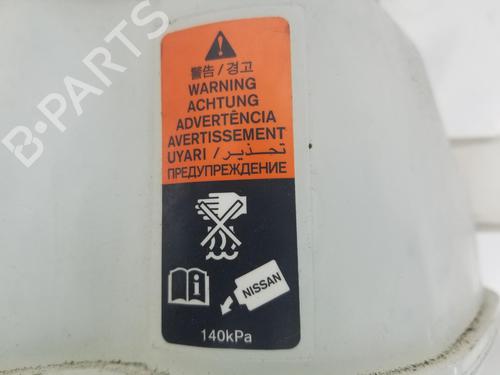 B·PARTS
警告 / 경고
WARNING
ACHTUNG
ADVERTÊNCIA
AVERTISSEMENT
UYARI / تحذير
ПРЕДУПРЕЖДЕНИЕ
i
NISSAN
140kPa